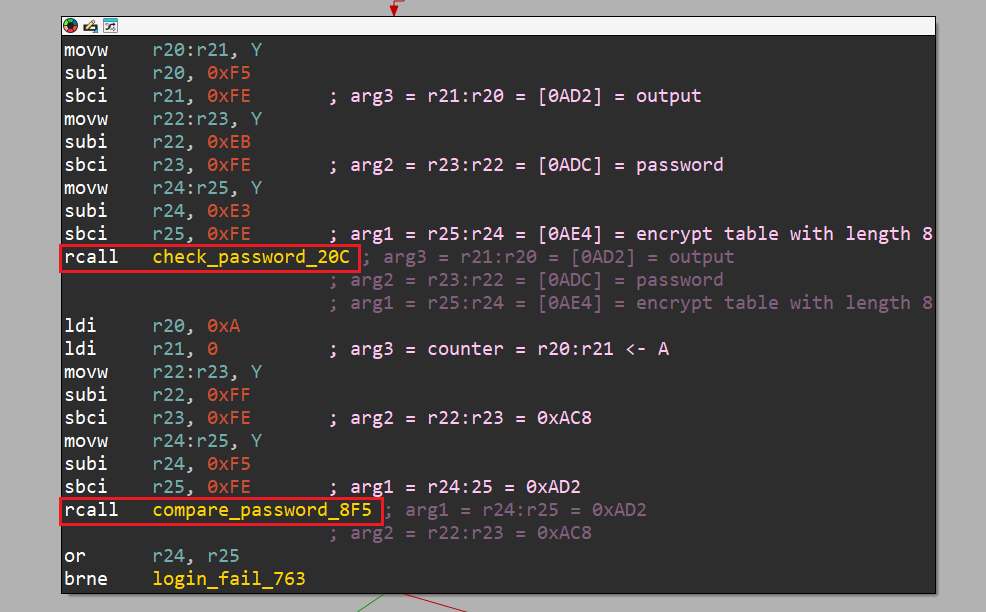 movw r20:r21, Y
subi r20, 0xF5
sbci r21, 0xFE ; arg3 = r21:r20 = [0AD2] = output
movw r22:r23, Y
subi r22, 0xEB
sbci r23, 0xFE ; arg2 = r23:r22 = [0ADC] = password
movw r24:r25, Y
subi r24, 0xE3
sbci r25, 0xFE ; arg1 = r25:r24 = [0AE4] = encrypt table with length 8
rcall check_password_20C ; arg3 = r21:r20 = [0AD2] = output
; arg2 = r23:r22 = [0ADC] = password
; arg1 = r25:r24 = [0AE4] = encrypt table with length 8
ldi r20, 0xA
ldi r21, 0 ; arg3 = counter = r20:r21 <- A
movw r22:r23, Y
subi r22, 0xFF
sbci r23, 0xFE ; arg2 = r22:r23 = 0xAC8
movw r24:r25, Y
subi r24, 0xF5
sbci r25, 0xFE ; arg1 = r24:25 = 0xAD2
rcall compare_password_8F5 ; arg1 = r24:r25 = 0xAD2
; arg2 = r22:r23 = 0xAC8
or r24, r25
brne login_fail_763